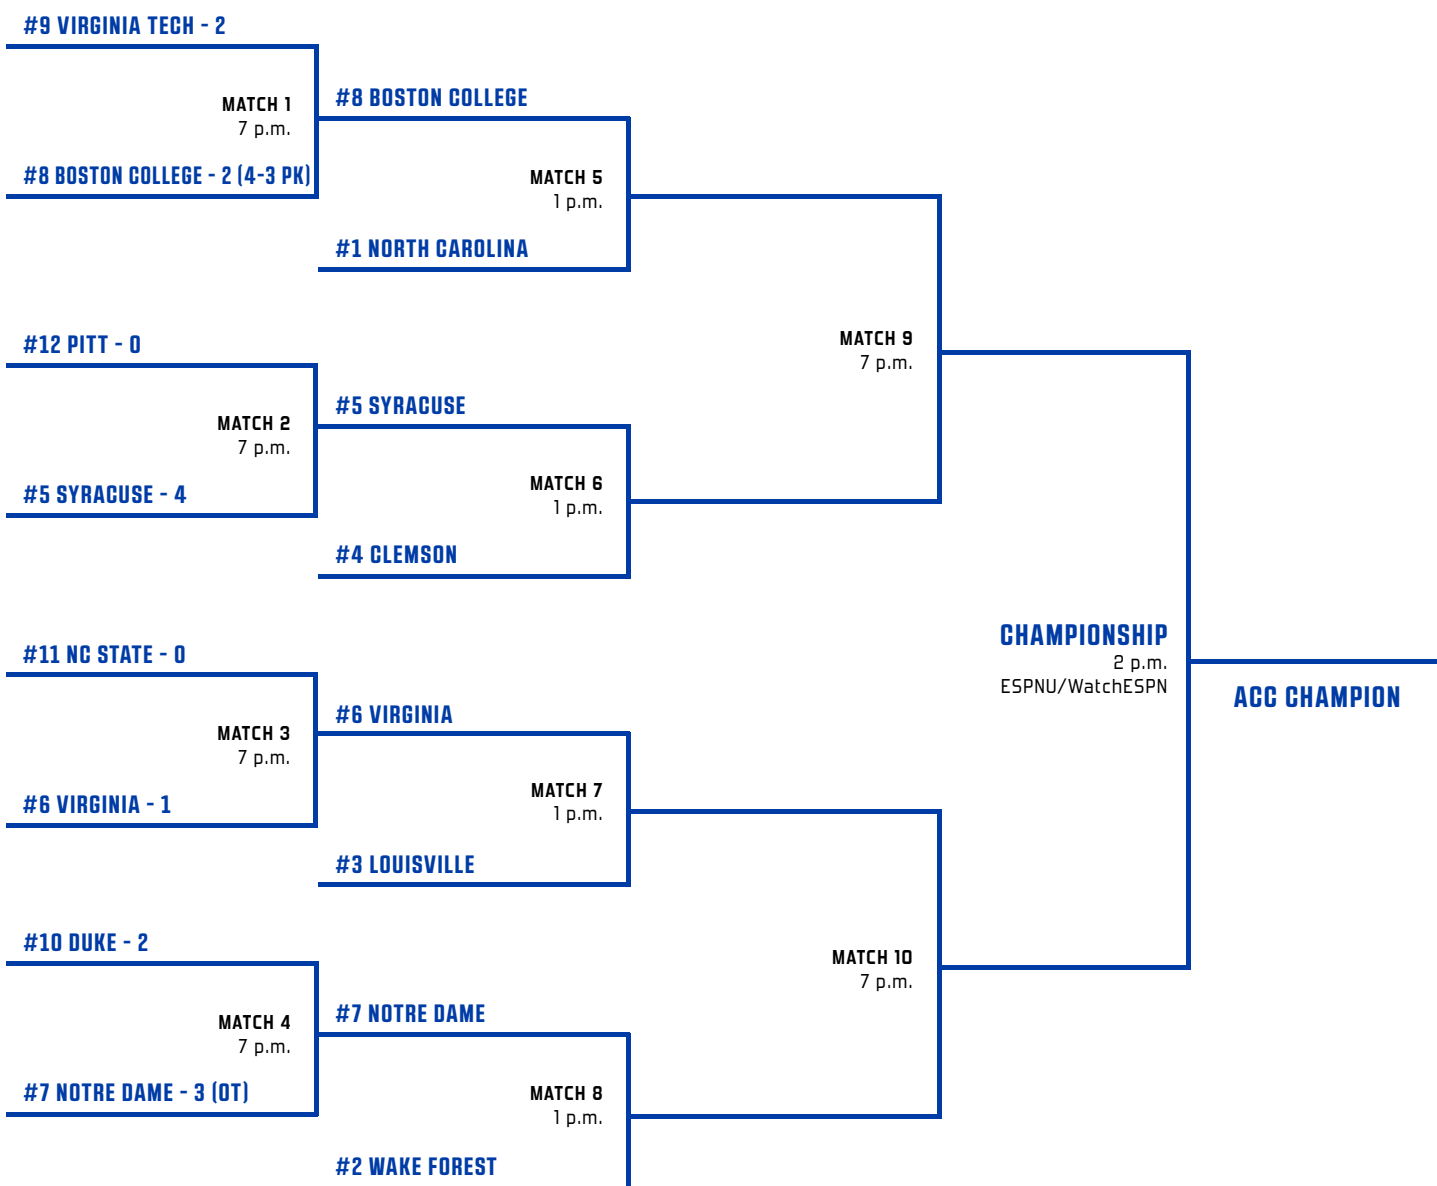 #9 VIRGINIA TECH - 2
MATCH 1
7 p.m.
#8 BOSTON COLLEGE - 2 (4-3 PK)
#8 BOSTON COLLEGE
MATCH 5
1 p.m.
#1 NORTH CAROLINA
#12 PITT - 0
MATCH 2
7 p.m.
#5 SYRACUSE - 4
#5 SYRACUSE
MATCH 6
1 p.m.
#4 CLEMSON
MATCH 9
7 p.m.
#11 NC STATE - 0
MATCH 3
7 p.m.
#6 VIRGINIA - 1
#6 VIRGINIA
MATCH 7
1 p.m.
#3 LOUISVILLE
#10 DUKE - 2
MATCH 4
7 p.m.
#7 NOTRE DAME - 3 (OT)
#7 NOTRE DAME
MATCH 8
1 p.m.
#2 WAKE FOREST
MATCH 10
7 p.m.
CHAMPIONSHIP
2 p.m.
ESPNU/WatchESPN
ACC CHAMPION